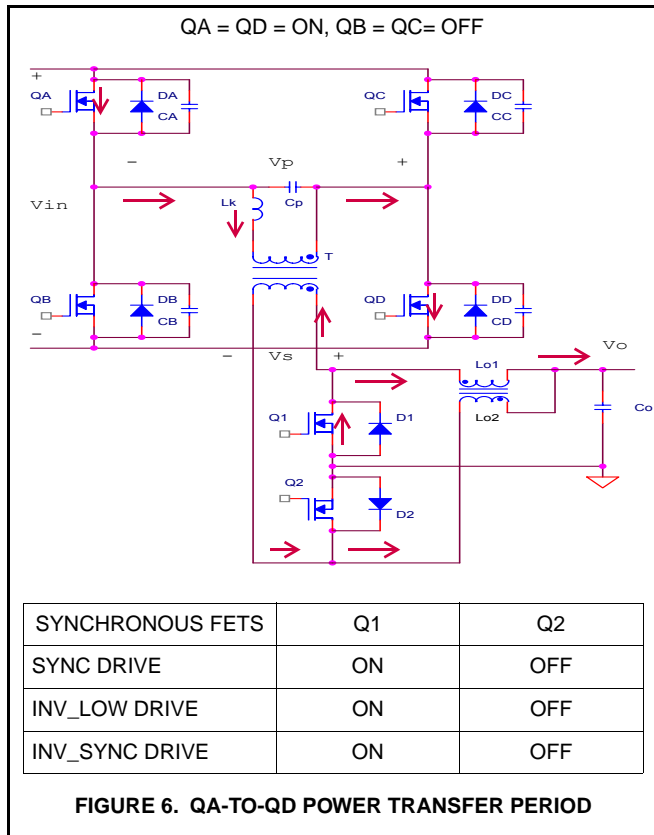 QA = QD = ON, QB = QC= OFF
+
QA
DA
CA
QC
DC
CC
−
Vp
+
Vin
Lk
Cp
T
QB
DB
CB
QD
DD
CD
−
−
Vs
+
Lo1
Vo
Lo2
Co
Q1
D1
Q2
D2
SYNCHRONOUS FETS Q1 Q2
SYNC DRIVE ON OFF
INV_LOW DRIVE ON OFF
INV_SYNC DRIVE ON OFF
FIGURE 6. QA-TO-QD POWER TRANSFER PERIOD